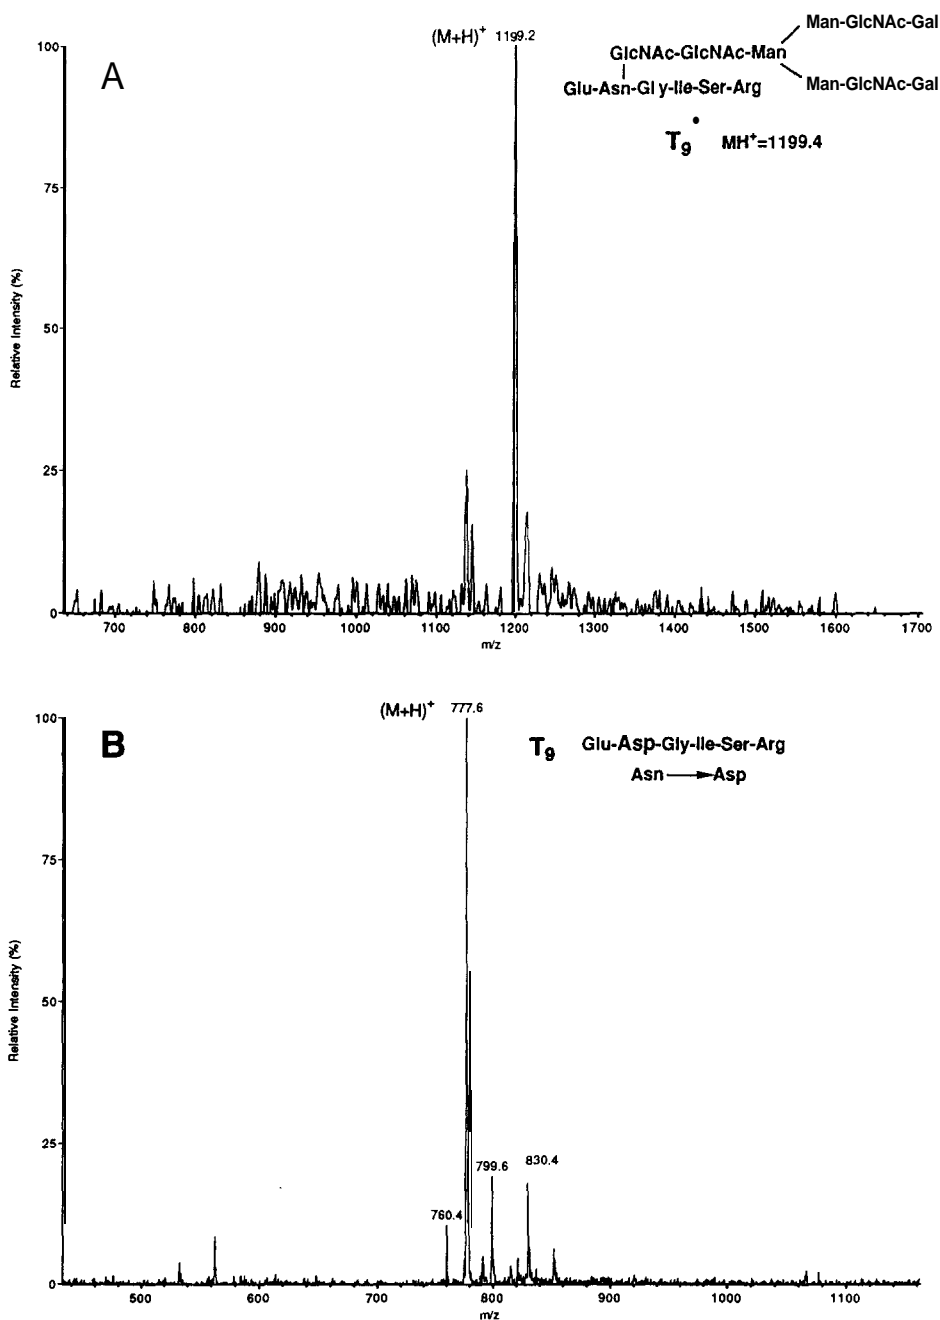 (M+H)+ 1199.2
A
Man-GlcNAc-Gal
GlcNAc-GlcNAc-Man
Glu-Asn-Gly-Ile-Ser-Arg
Man-GlcNAc-Gal
T9• MH+=1199.4
100
75
50
25
0
Relative Intensity (%)
700 800 900 1000 1100 1200 1300 1400 1500 1600 1700
m/z
(M+H)+ 777.6
B
T9 Glu-Asp-Gly-Ile-Ser-Arg
Asn → Asp
100
75
50
25
0
Relative Intensity (%)
760.4
799.6
830.4
500 600 700 800 900 1000 1100
m/z